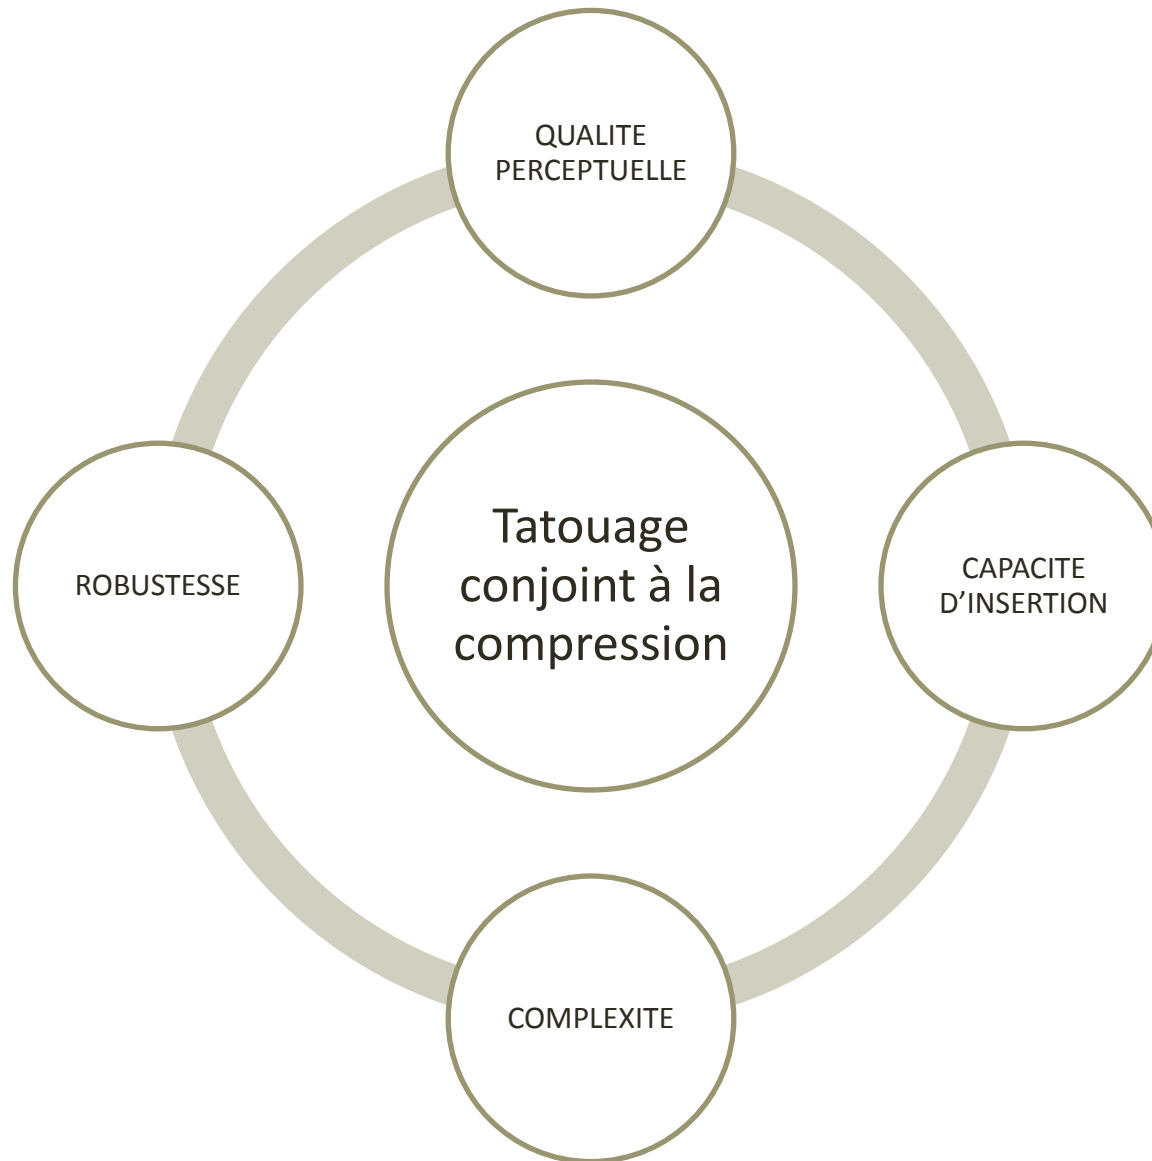 QUALITE
PERCEPTUELLE
ROBUSTESSE
Tatouage
conjoint à la
compression
CAPACITE
D’INSERTION
COMPLEXITE